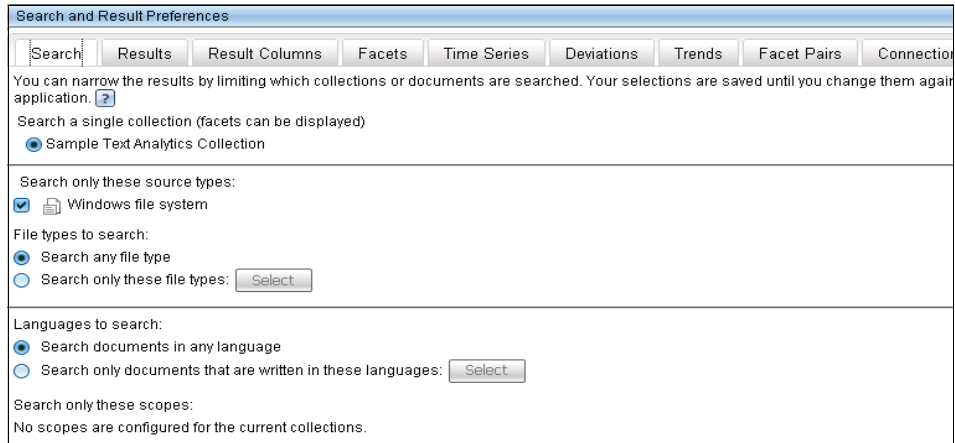 Search and Result Preferences
Search Results Result Columns Facets Time Series Deviations Trends Facet Pairs Connection
You can narrow the results by limiting which collections or documents are searched. Your selections are saved until you change them again
application. ?
Search a single collection (facets can be displayed)
Sample Text Analytics Collection
Search only these source types:
Windows file system
File types to search:
Search any file type
Search only these file types: Select
Languages to search:
Search documents in any language
Search only documents that are written in these languages: Select
Search only these scopes:
No scopes are configured for the current collections.